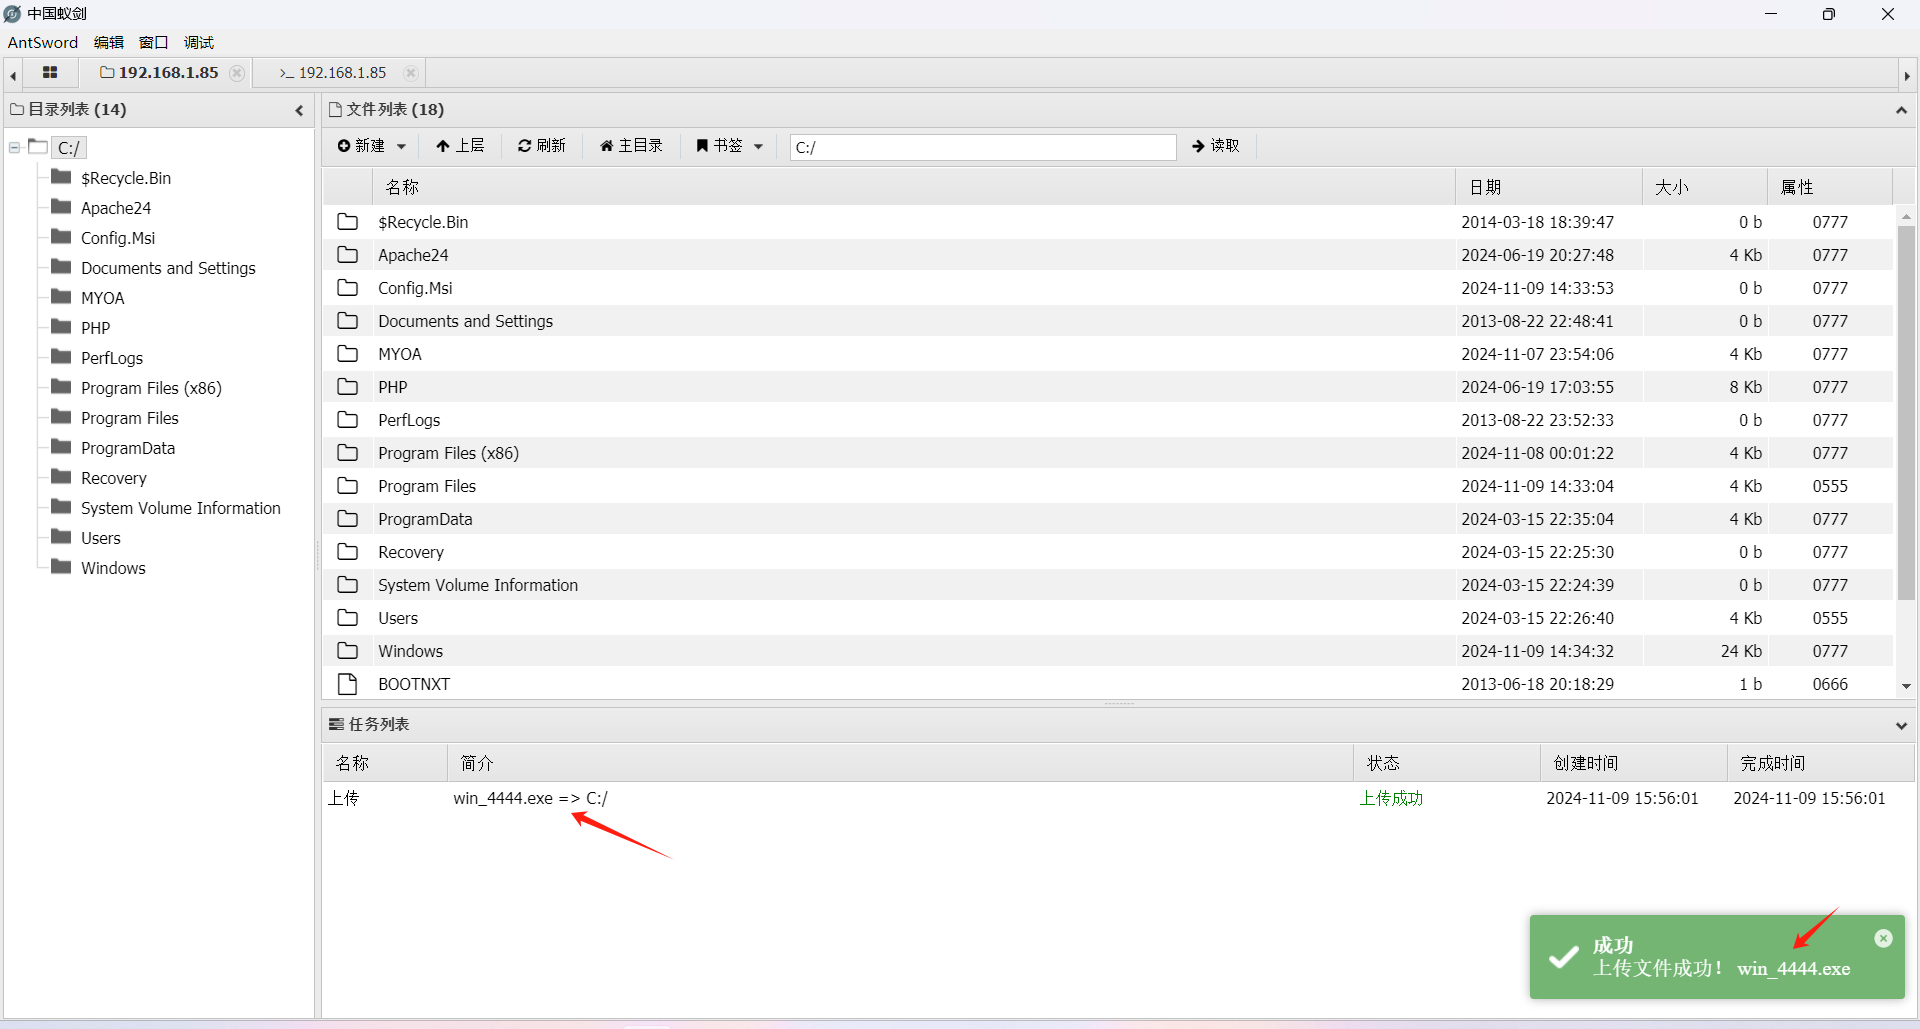 中国蚁剑
AntSword 编辑 窗口 调试
192.168.1.85 >_ 192.168.1.85
目录列表 (14)
C:/
$Recycle.Bin
Apache24
Config.Msi
Documents and Settings
MYOA
PHP
PerfLogs
Program Files (x86)
Program Files
ProgramData
Recovery
System Volume Information
Users
Windows
文件列表 (18)
新建 上层 刷新 主目录 书签 C:/ 读取
名称 日期 大小 属性
$Recycle.Bin 2014-03-18 18:39:47 0 b 0777
Apache24 2024-06-19 20:27:48 4 Kb 0777
Config.Msi 2024-11-09 14:33:53 0 b 0777
Documents and Settings 2013-08-22 22:48:41 0 b 0777
MYOA 2024-11-07 23:54:06 4 Kb 0777
PHP 2024-06-19 17:03:55 8 Kb 0777
PerfLogs 2013-08-22 23:52:33 0 b 0777
Program Files (x86) 2024-11-08 00:01:22 4 Kb 0777
Program Files 2024-11-09 14:33:04 4 Kb 0555
ProgramData 2024-03-15 22:35:04 4 Kb 0777
Recovery 2024-03-15 22:25:30 0 b 0777
System Volume Information 2024-03-15 22:24:39 0 b 0777
Users 2024-03-15 22:26:40 4 Kb 0555
Windows 2024-11-09 14:34:32 24 Kb 0777
BOOTNXT 2013-06-18 20:18:29 1 b 0666
任务列表
名称 简介 状态 创建时间 完成时间
上传 win_4444.exe => C:/ 上传成功 2024-11-09 15:56:01 2024-11-09 15:56:01
成功
上传文件成功！ win_4444.exe